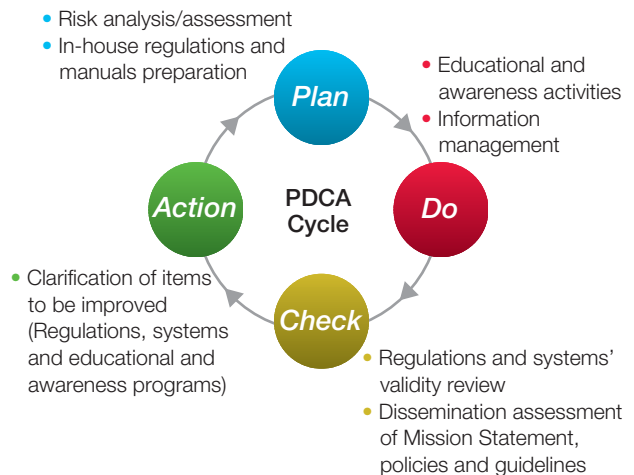 • Risk analysis/assessment
• In-house regulations and
manuals preparation
Plan
• Educational and
awareness activities
• Information
management
Action
PDCA
Cycle
Do
• Clarification of items
to be improved
(Regulations, systems
and educational and
awareness programs)
Check
• Regulations and systems’
validity review
• Dissemination assessment
of Mission Statement,
policies and guidelines